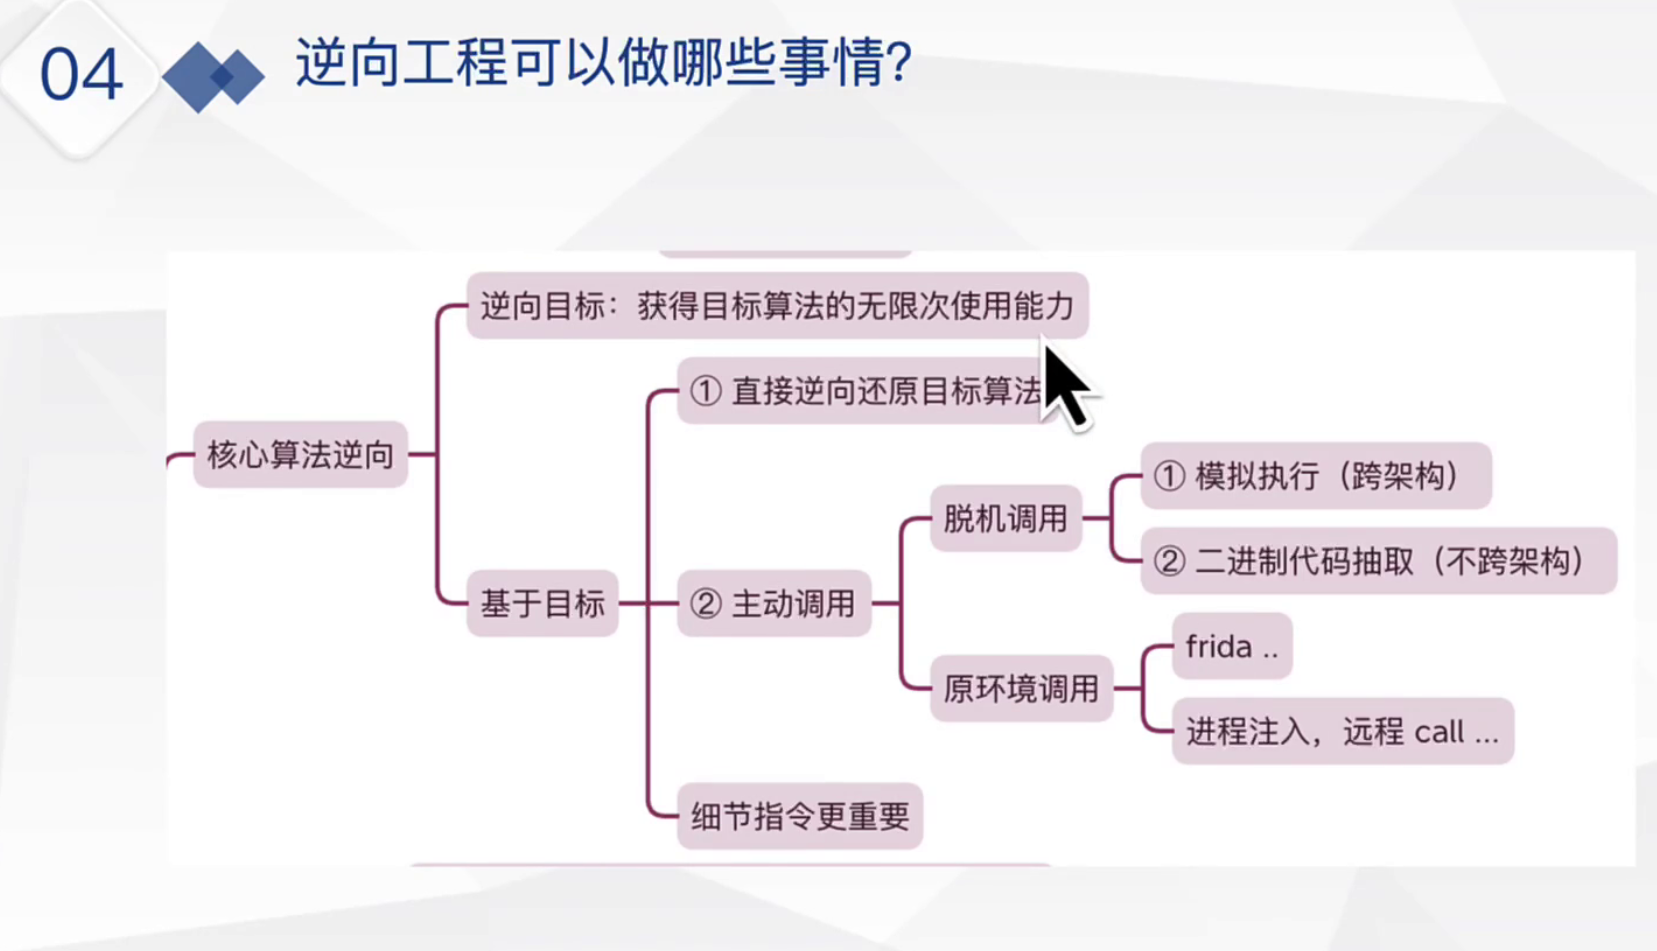 04
逆向工程可以做哪些事情?
逆向目标：获得目标算法的无限次使用能力
① 直接逆向还原目标算法
核心算法逆向
① 模拟执行（跨架构）
脱机调用
② 二进制代码抽取（不跨架构）
基于目标
② 主动调用
frida ..
原环境调用
进程注入，远程 call ...
细节指令更重要